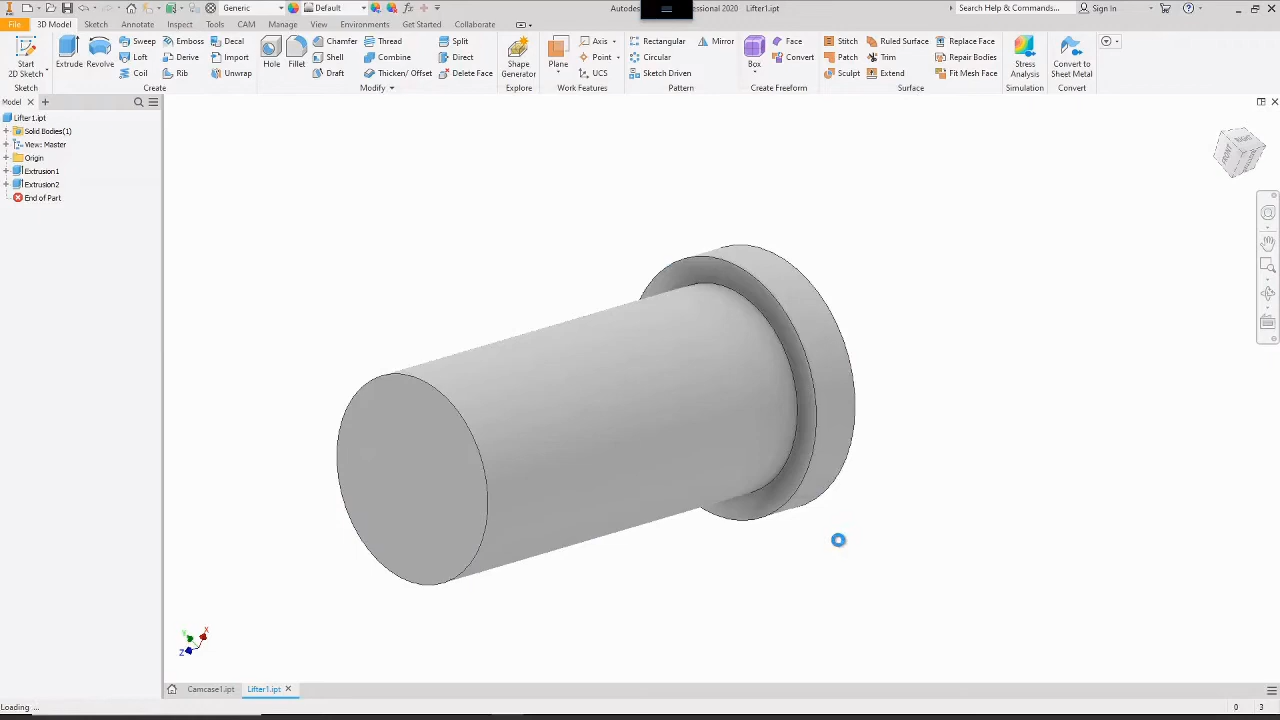 Generic
Default
Autodes
ssional 2020 Lifter1.ipt
Search Help & Commands...
Sign In
File
3D Model
Sketch
Annotate
Inspect
Tools
CAM
Manage
View
Environments
Get Started
Collaborate
Start
2D Sketch
Sketch
Extrude
Revolve
Sweep
Loft
Coil
Emboss
Derive
Rib
Decal
Import
Unwrap
Create
Hole
Fillet
Chamfer
Shell
Draft
Thread
Combine
Thicken/ Offset
Split
Direct
Delete Face
Modify
Shape
Generator
Explore
Plane
Axis
Point
UCS
Work Features
Rectangular
Circular
Sketch Driven
Mirror
Pattern
Box
Face
Convert
Create Freeform
Stitch
Patch
Sculpt
Ruled Surface
Trim
Extend
Replace Face
Repair Bodies
Fit Mesh Face
Surface
Stress
Analysis
Simulation
Convert to
Sheet Metal
Convert
Model
Lifter1.ipt
Solid Bodies(1)
View: Master
Origin
Extrusion1
Extrusion2
End of Part
FRONT
RIGHT
X
Y
Z
Camcase1.ipt
Lifter1.ipt
Loading ...
0
3